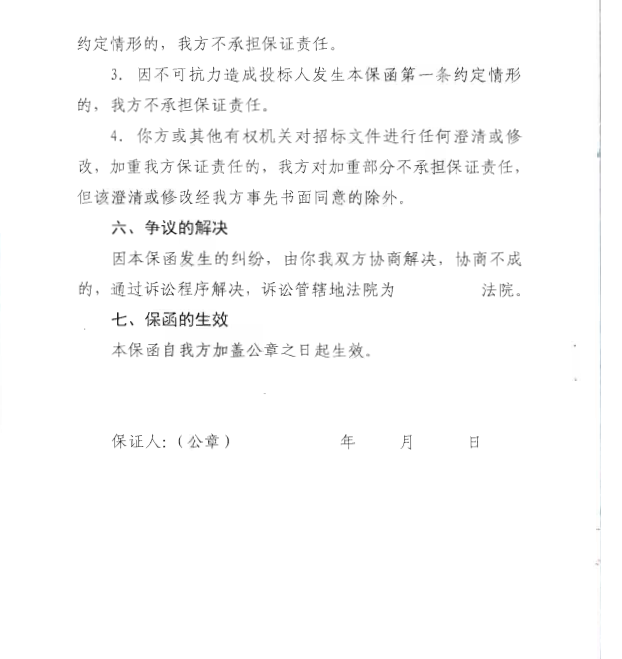 约定情形的，我方不承担保证责任。
3. 因不可抗力造成投标人发生本保函第一条约定情形
的，我方不承担保证责任。
4. 你方或其他有权机关对招标文件进行任何澄清或修
改，加重我方保证责任的，我方对加重部分不承担保证责任，
但该澄清或修改经我方事先书面同意的除外。
六、争议的解决
因本保函发生的纠纷，由你我双方协商解决，协商不成
的，通过诉讼程序解决，诉讼管辖地法院为 法院。
七、保函的生效
本保函自我方加盖公章之日起生效。
保证人：（公章） 年 月 日